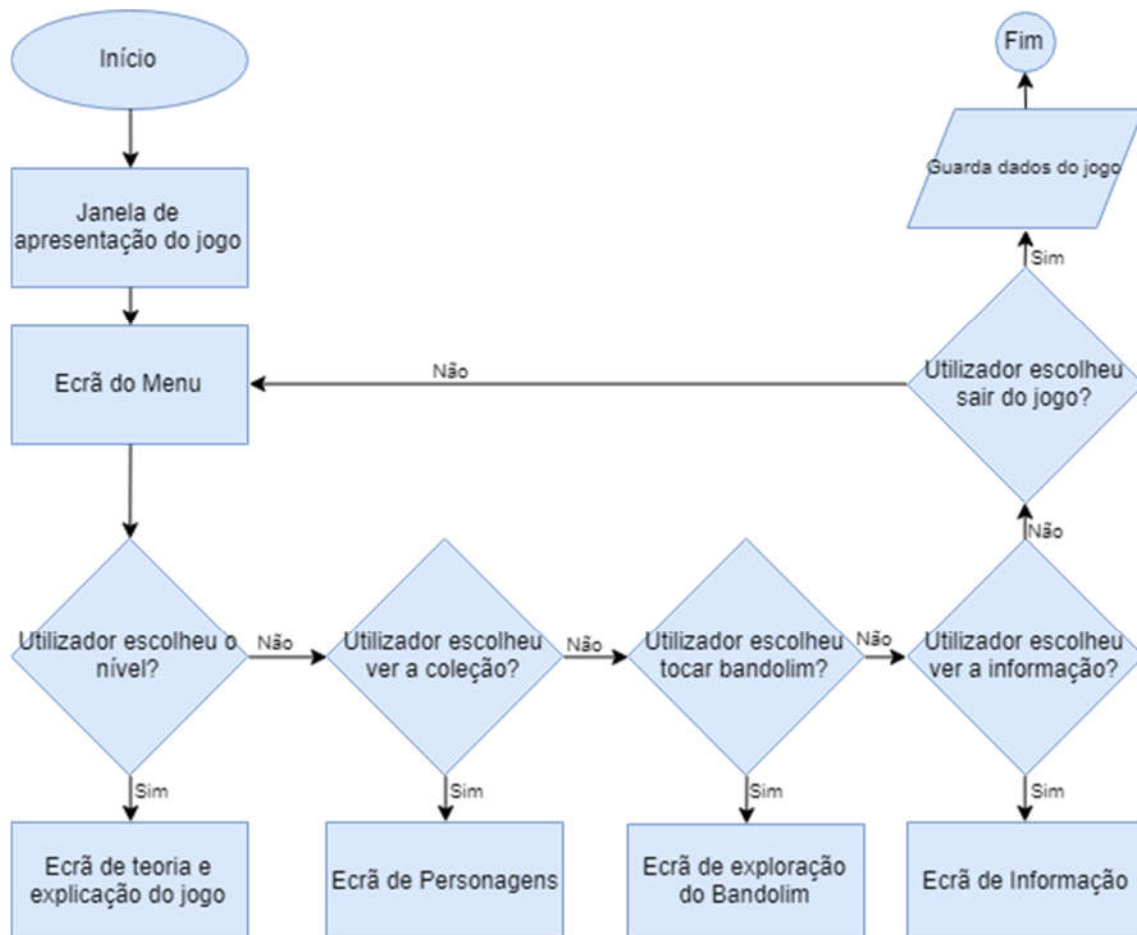 Início
Fim
Guarda dados do jogo
Janela de
apresentação do jogo
Sim
Ecrã do Menu
Não
Utilizador escolheu
sair do jogo?
Não
Utilizador escolheu o
nível?
Não
Utilizador escolheu
ver a coleção?
Não
Utilizador escolheu
tocar bandolim?
Não
Utilizador escolheu
ver a informação?
Sim
Sim
Sim
Sim
Ecrã de teoria e
explicação do jogo
Ecrã de Personagens
Ecrã de exploração
do Bandolim
Ecrã de Informação